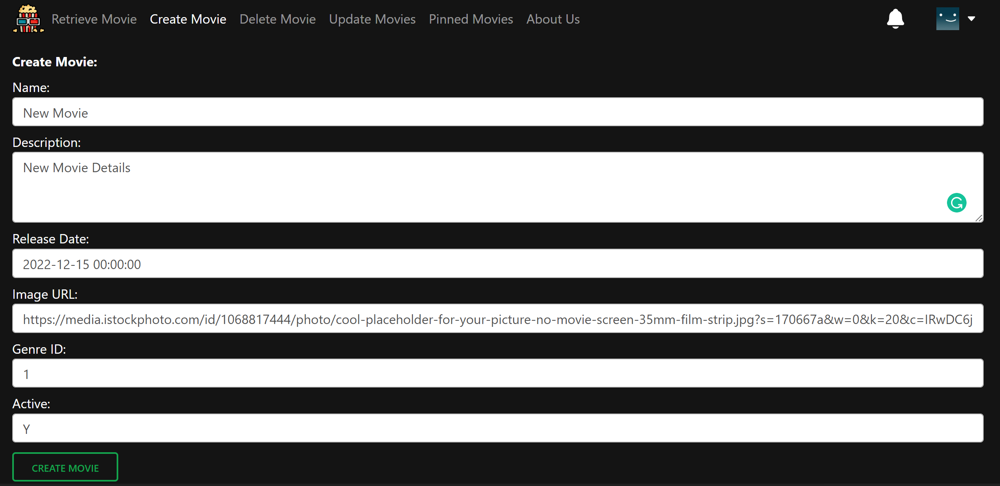 Retrieve Movie Create Movie Delete Movie Update Movies Pinned Movies About Us
Create Movie:
Name:
New Movie
Description:
New Movie Details
Release Date:
2022-12-15 00:00:00
Image URL:
https://media.istockphoto.com/id/1068817444/photo/cool-placeholder-for-your-picture-no-movie-screen-35mm-film-strip.jpg?s=170667a&w=0&k=20&c=IRwDC6j
Genre ID:
1
Active:
Y
CREATE MOVIE